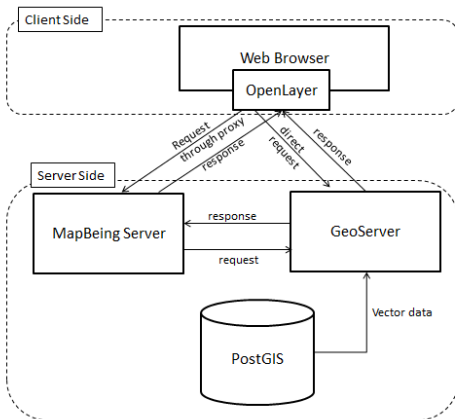 Client Side
Web Browser
OpenLayer
Request
through proxy
response
direct
request
response
Server Side
MapBeing Server
response
request
GeoServer
Vector data
PostGIS